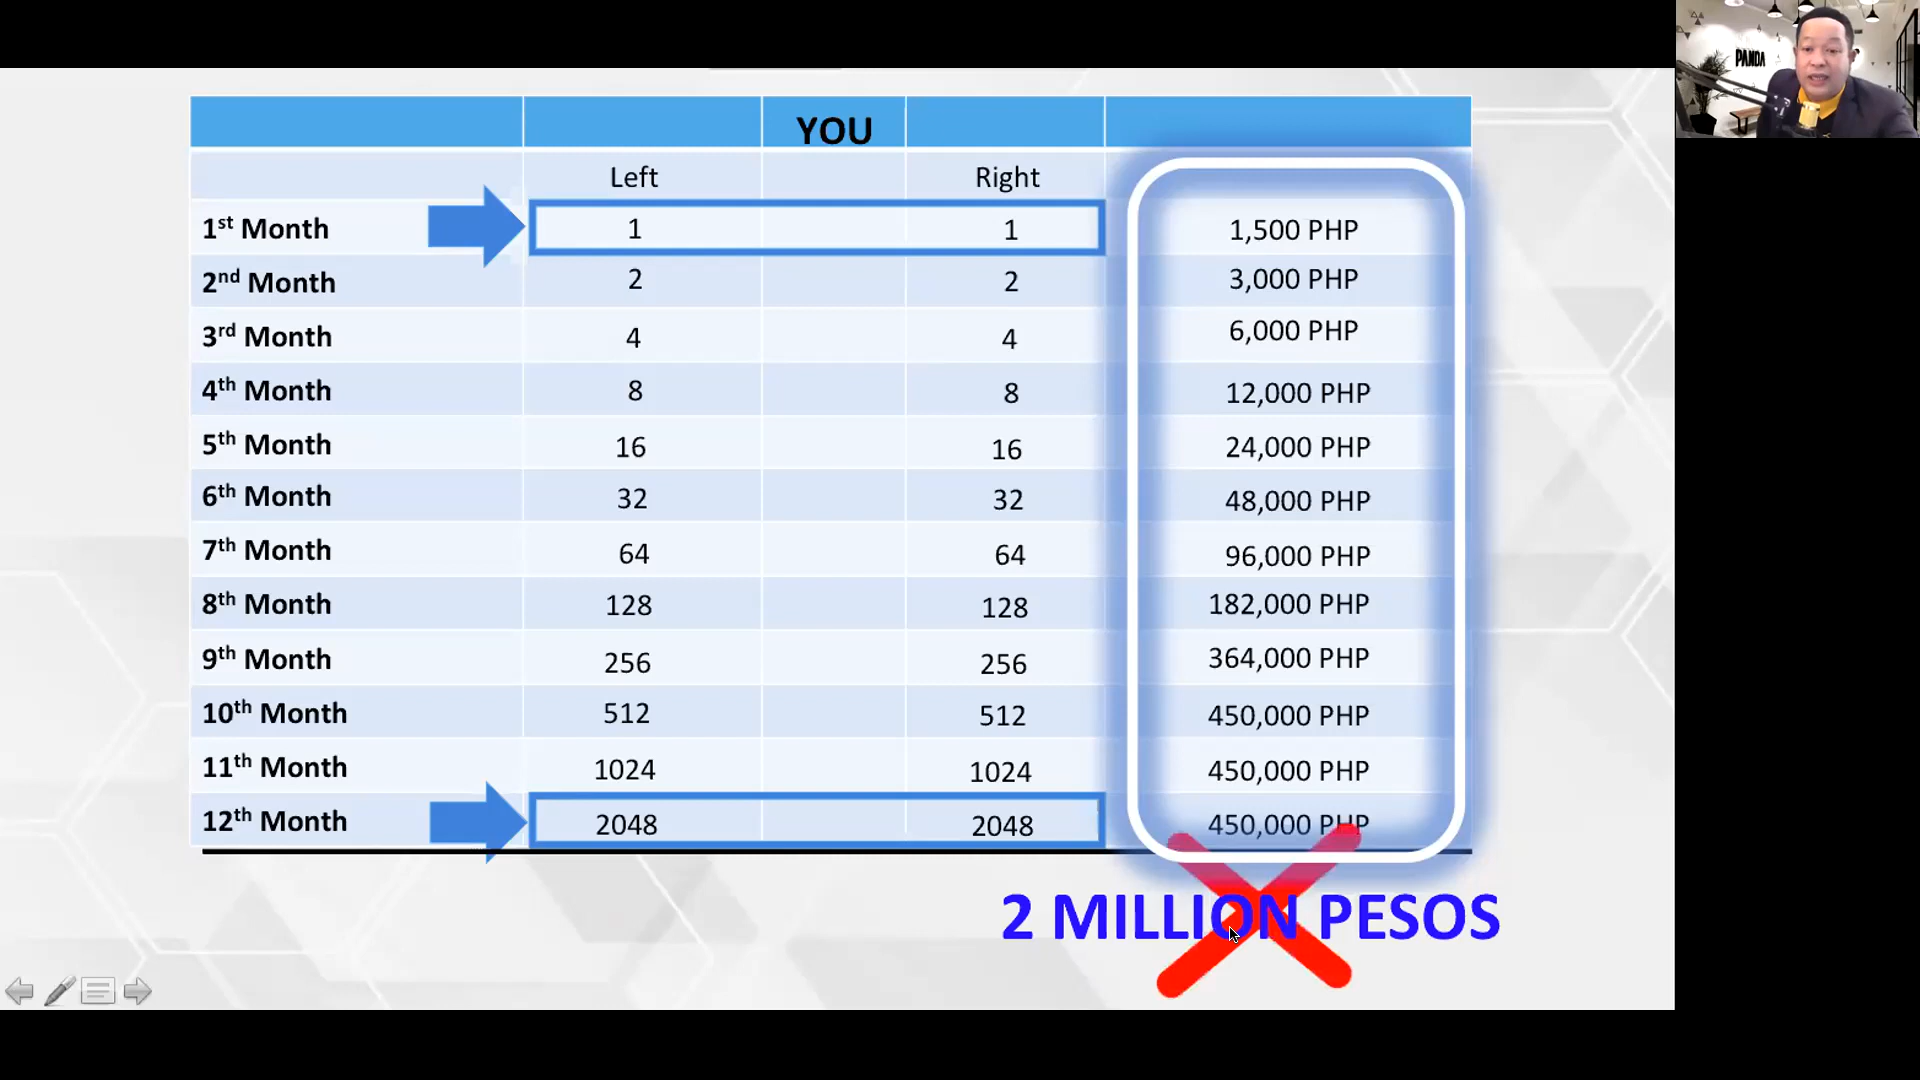 PANDA
YOU
Left Right
1st Month 1 1 1,500 PHP
2nd Month 2 2 3,000 PHP
3rd Month 4 4 6,000 PHP
4th Month 8 8 12,000 PHP
5th Month 16 16 24,000 PHP
6th Month 32 32 48,000 PHP
7th Month 64 64 96,000 PHP
8th Month 128 128 182,000 PHP
9th Month 256 256 364,000 PHP
10th Month 512 512 450,000 PHP
11th Month 1024 1024 450,000 PHP
12th Month 2048 2048 450,000 PHP
2 MILLION PESOS